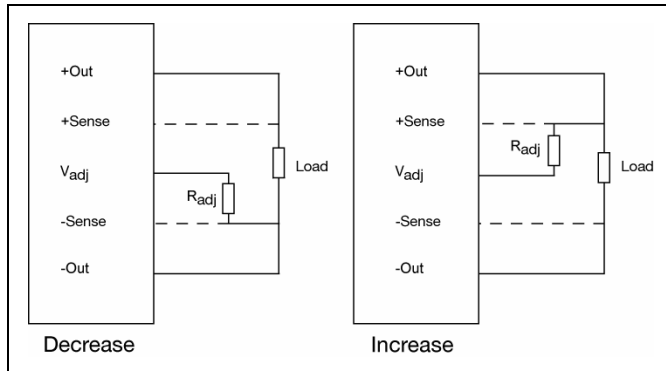 +Out
+Sense
Vadj
Radj
-Sense
-Out
Load
Decrease
+Out
+Sense
Radj
Vadj
-Sense
-Out
Load
Increase